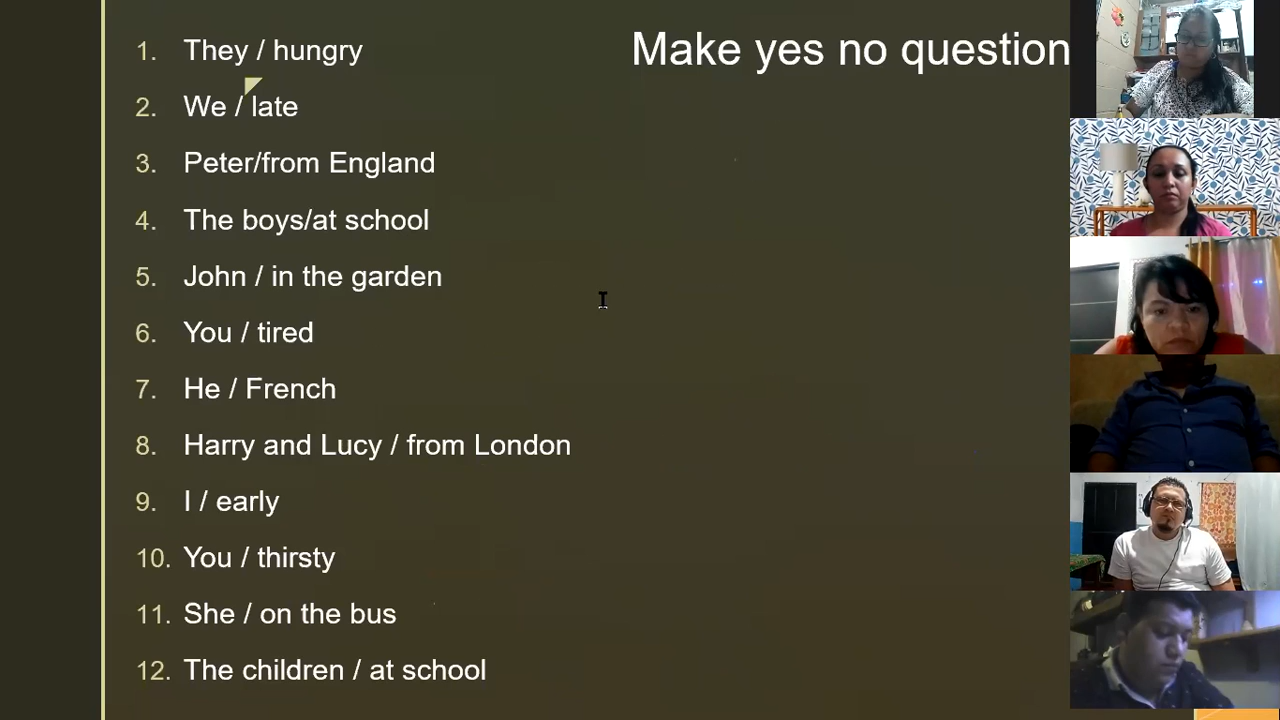 Make yes no question
1. They / hungry
2. We / late
3. Peter/from England
4. The boys/at school
5. John / in the garden
6. You / tired
7. He / French
8. Harry and Lucy / from London
9. I / early
10. You / thirsty
11. She / on the bus
12. The children / at school